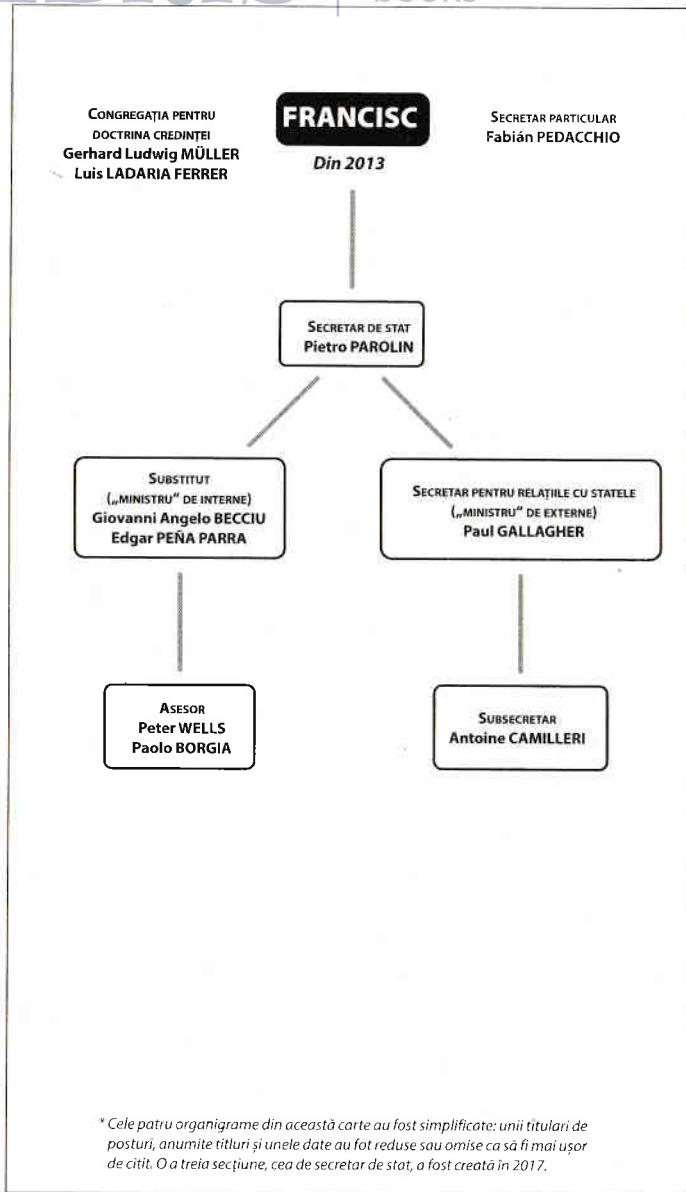 CONGREGAȚIA PENTRU
DOCTRINA CREDINȚEI
Gerhard Ludwig MÜLLER
Luis LADARIA FERRER
FRANCISC
Din 2013
SECRETAR PARTICULAR
Fabián PEDACCHIO
SECRETAR DE STAT
Pietro PAROLIN
SUBSTITUT
(„MINISTRU” DE INTERNE)
Giovanni Angelo BECCIU
Edgar PEÑA PARRA
SECRETAR PENTRU RELAȚIILE CU STATELE
(„MINISTRU” DE EXTERNE)
Paul GALLAGHER
ASESOR
Peter WELLS
Paolo BORGIA
SUBSECRETAR
Antoine CAMILLERI
* Cele patru organigrame din această carte au fost simplificate: unii titulari de
posturi, anumite titluri și unele date au fot reduse sau omise ca să fi mai ușor
de citit. O a treia secțiune, cea de secretar de stat, a fost creată în 2017.